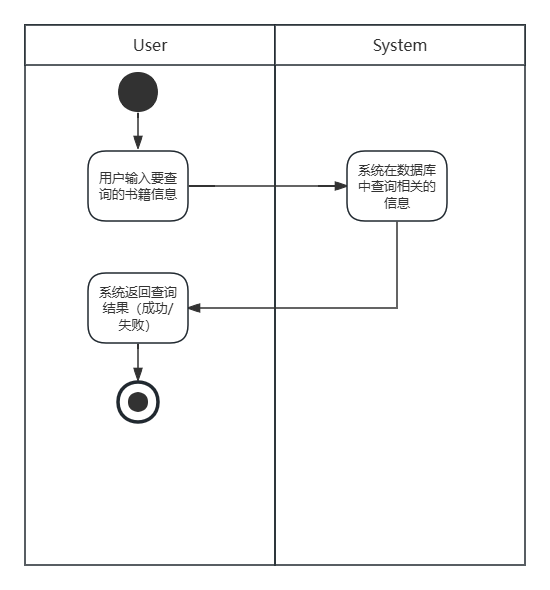 User
System
用户输入要查
询的书籍信息
系统在数据库
中查询相关的
信息
系统返回查询
结果（成功/
失败）